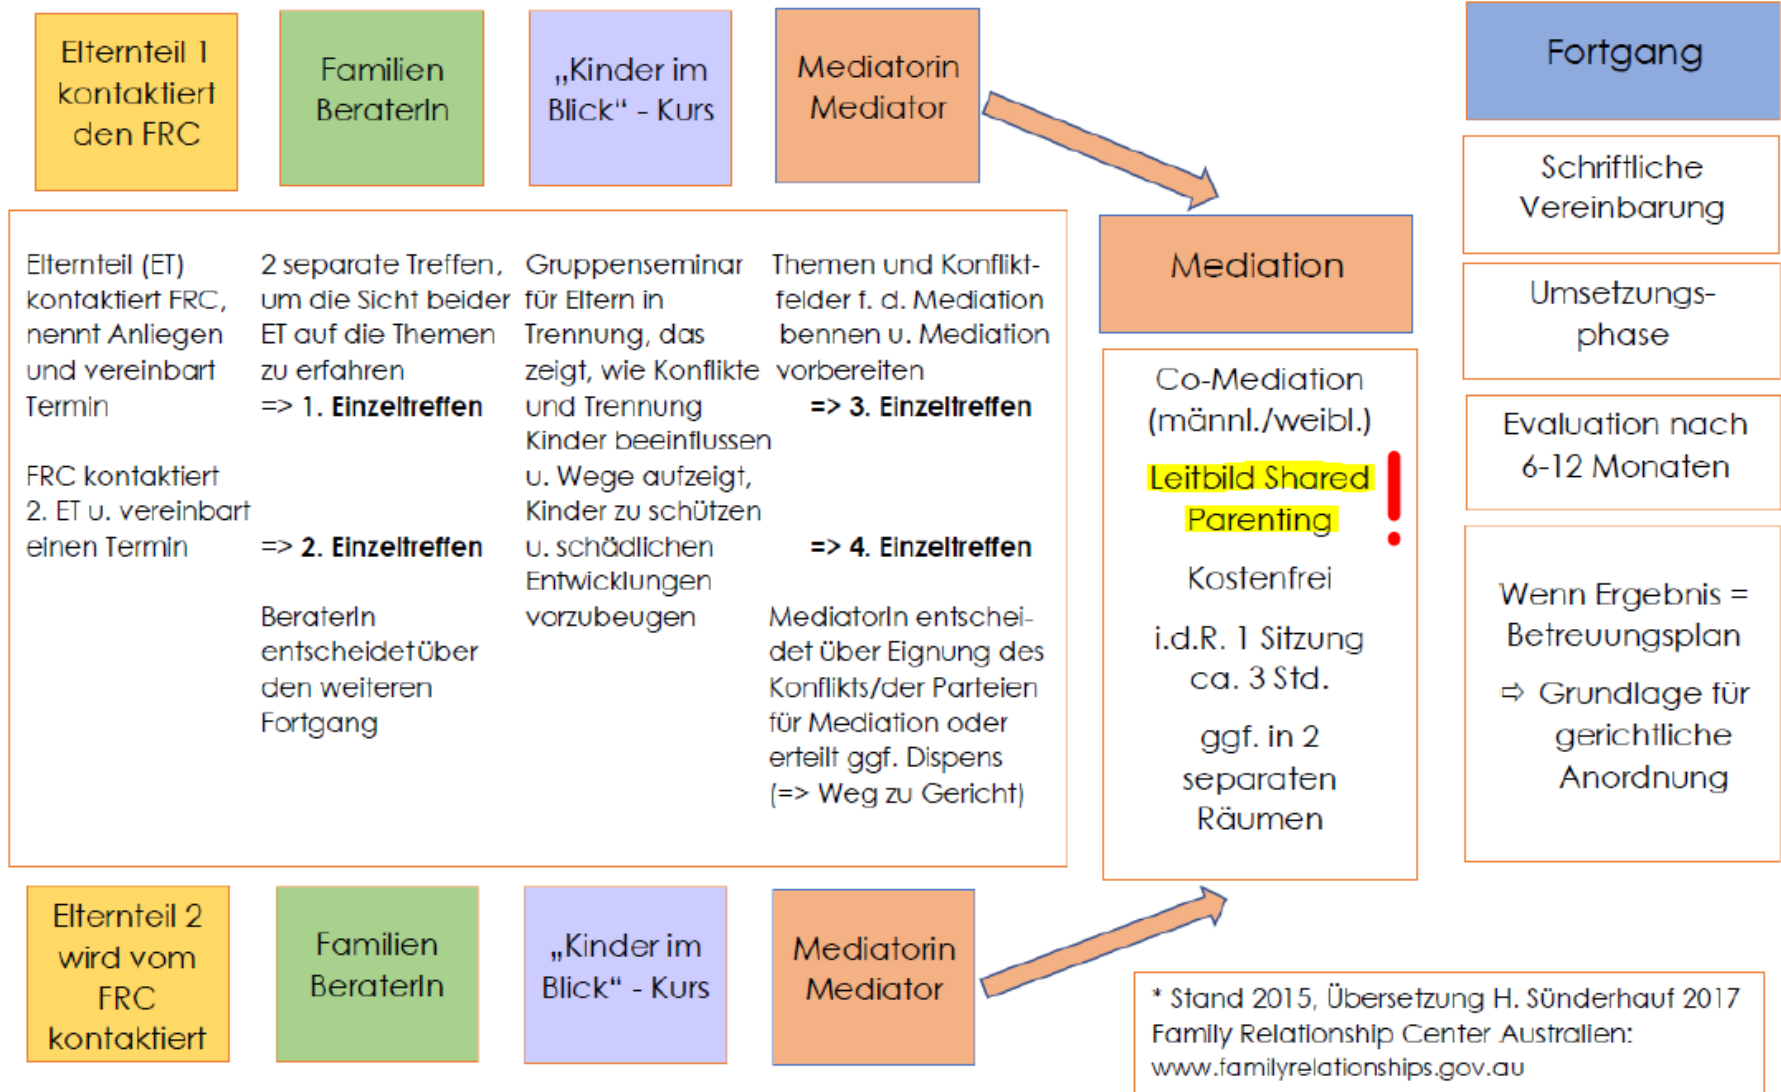 Elternteil 1
kontaktiert
den FRC
Familien
BeraterIn
„Kinder im
Blick“ - Kurs
Mediatorin
Mediator
Fortgang
Elternteil (ET)
kontaktiert FRC,
nennt Anliegen
und vereinbart
Termin
FRC kontaktiert
2. ET u. vereinbart
einen Termin
2 separate Treffen,
um die Sicht beider
ET auf die Themen
zu erfahren
=> 1. Einzeltreffen
=> 2. Einzeltreffen
BeraterIn
entscheidet über
den weiteren
Fortgang
Gruppenseminar
für Eltern in
Trennung, das
zeigt, wie Konflikte
und Trennung
Kinder beeinflussen
u. Wege aufzeigt,
Kinder zu schützen
u. schädlichen
Entwicklungen
vorzubeugen
Themen und Konflikt-
felder f. d. Mediation
bennen u. Mediation
vorbereiten
=> 3. Einzeltreffen
=> 4. Einzeltreffen
MediatorIn entschei-
det über Eignung des
Konflikts/der Parteien
für Mediation oder
erteilt ggf. Dispens
(=> Weg zu Gericht)
Mediation
Co-Mediation
(männl./weibl.)
Leitbild Shared
Parenting
!
Kostenfrei
i.d.R. 1 Sitzung
ca. 3 Std.
ggf. in 2
separaten
Räumen
Schriftliche
Vereinbarung
Umsetzungs-
phase
Evaluation nach
6-12 Monaten
Wenn Ergebnis =
Betreuungsplan
⇨ Grundlage für
gerichtliche
Anordnung
Elternteil 2
wird vom
FRC
kontaktiert
Familien
BeraterIn
„Kinder im
Blick“ - Kurs
Mediatorin
Mediator
* Stand 2015, Übersetzung H. Sünderhauf 2017
Family Relationship Center Australien:
www.familyrelationships.gov.au